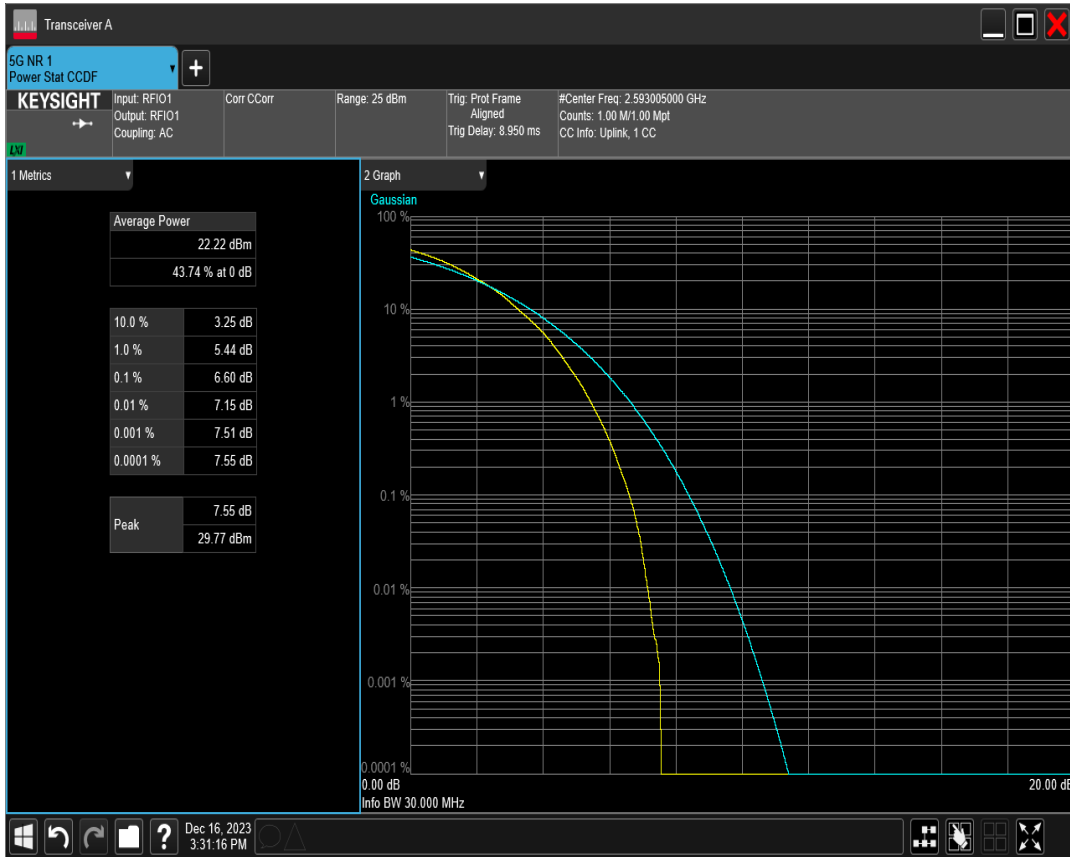 Transceiver A
5G NR 1
Power Stat CCDF
+
KEYSIGHT
LXI
Input: RFIO1
Output: RFIO1
Coupling: AC
Corr CCorr
Range: 25 dBm
Trig: Prot Frame
Aligned
Trig Delay: 8.950 ms
#Center Freq: 2.593005000 GHz
Counts: 1.00 M/1.00 Mpt
CC Info: Uplink, 1 CC
1 Metrics
Average Power
22.22 dBm
43.74 % at 0 dB
10.0 % 3.25 dB
1.0 % 5.44 dB
0.1 % 6.60 dB
0.01 % 7.15 dB
0.001 % 7.51 dB
0.0001 % 7.55 dB
Peak
7.55 dB
29.77 dBm
2 Graph
Gaussian
100 %
10 %
1 %
0.1 %
0.01 %
0.001 %
0.0001 %
0.00 dB 20.00 dB
Info BW 30.000 MHz
? Dec 16, 2023
3:31:16 PM